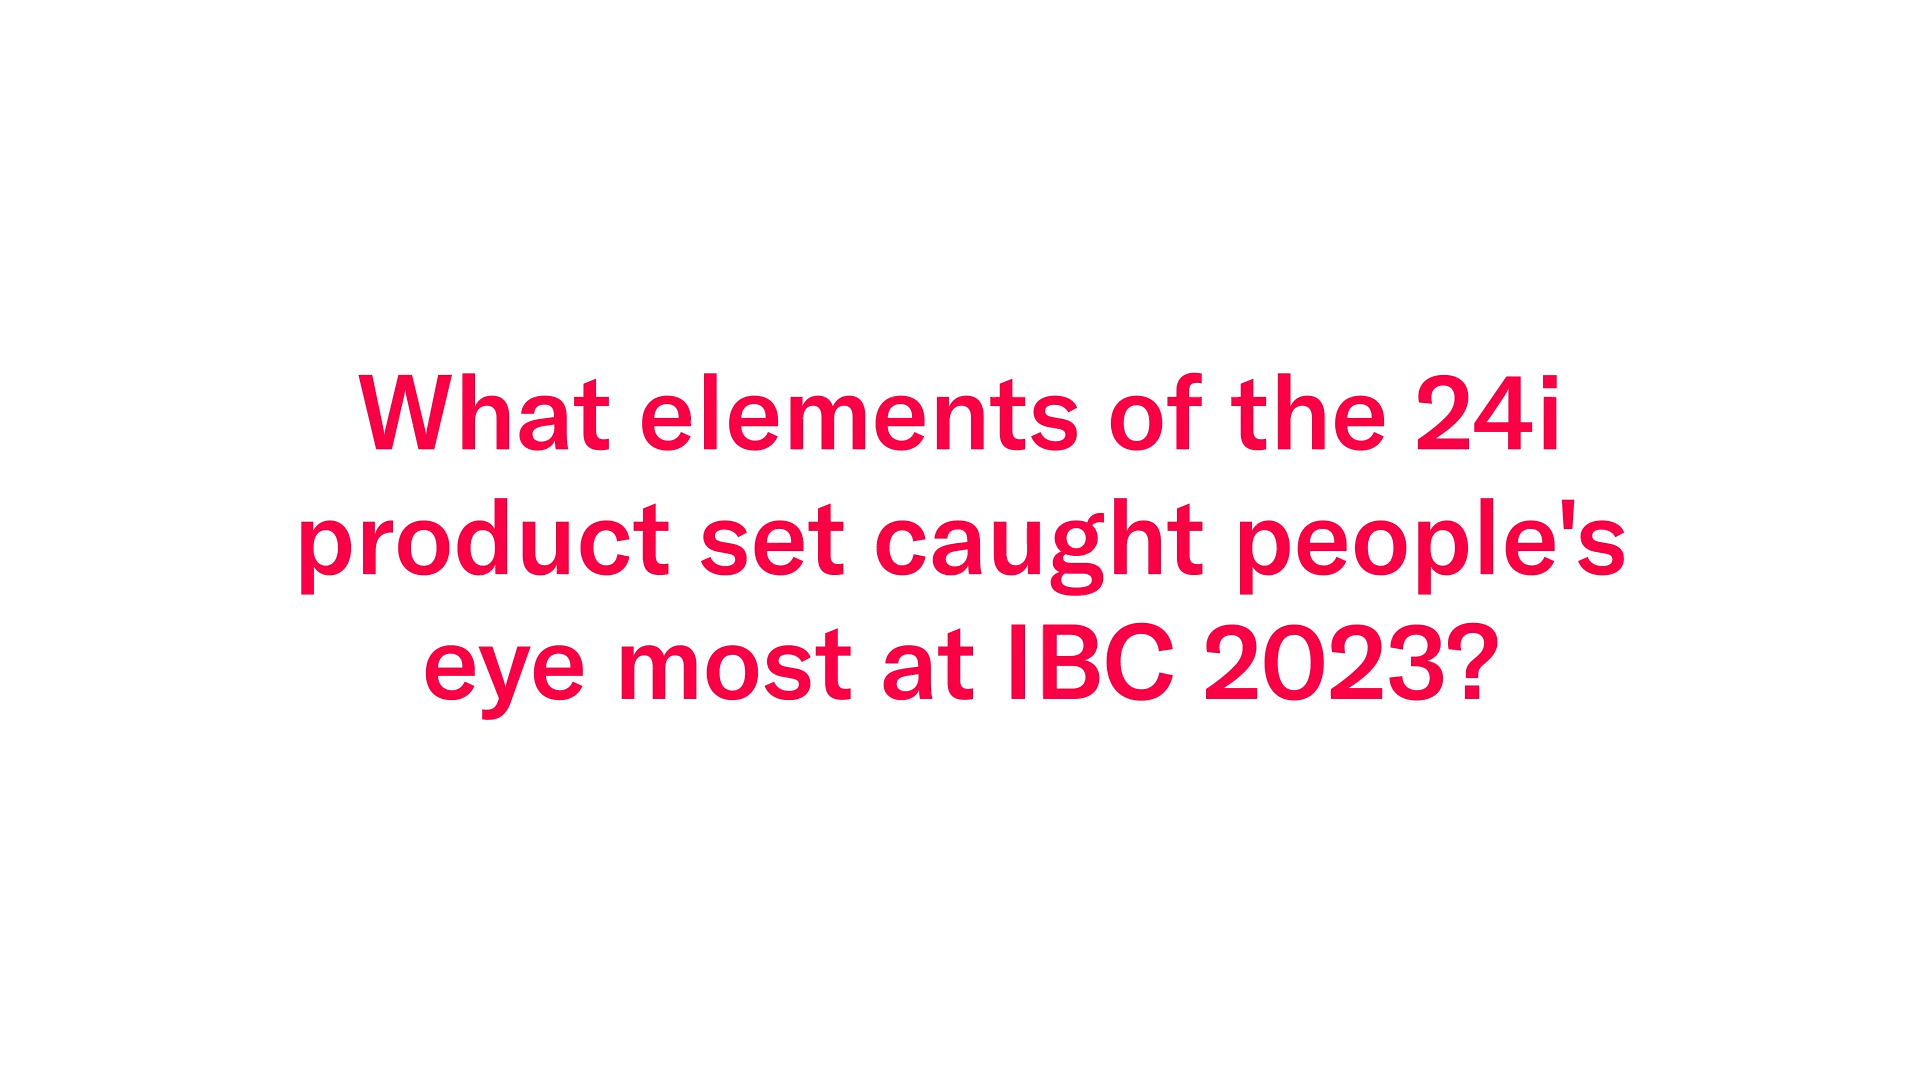 What elements of the 24i
product set caught people's
eye most at IBC 2023?